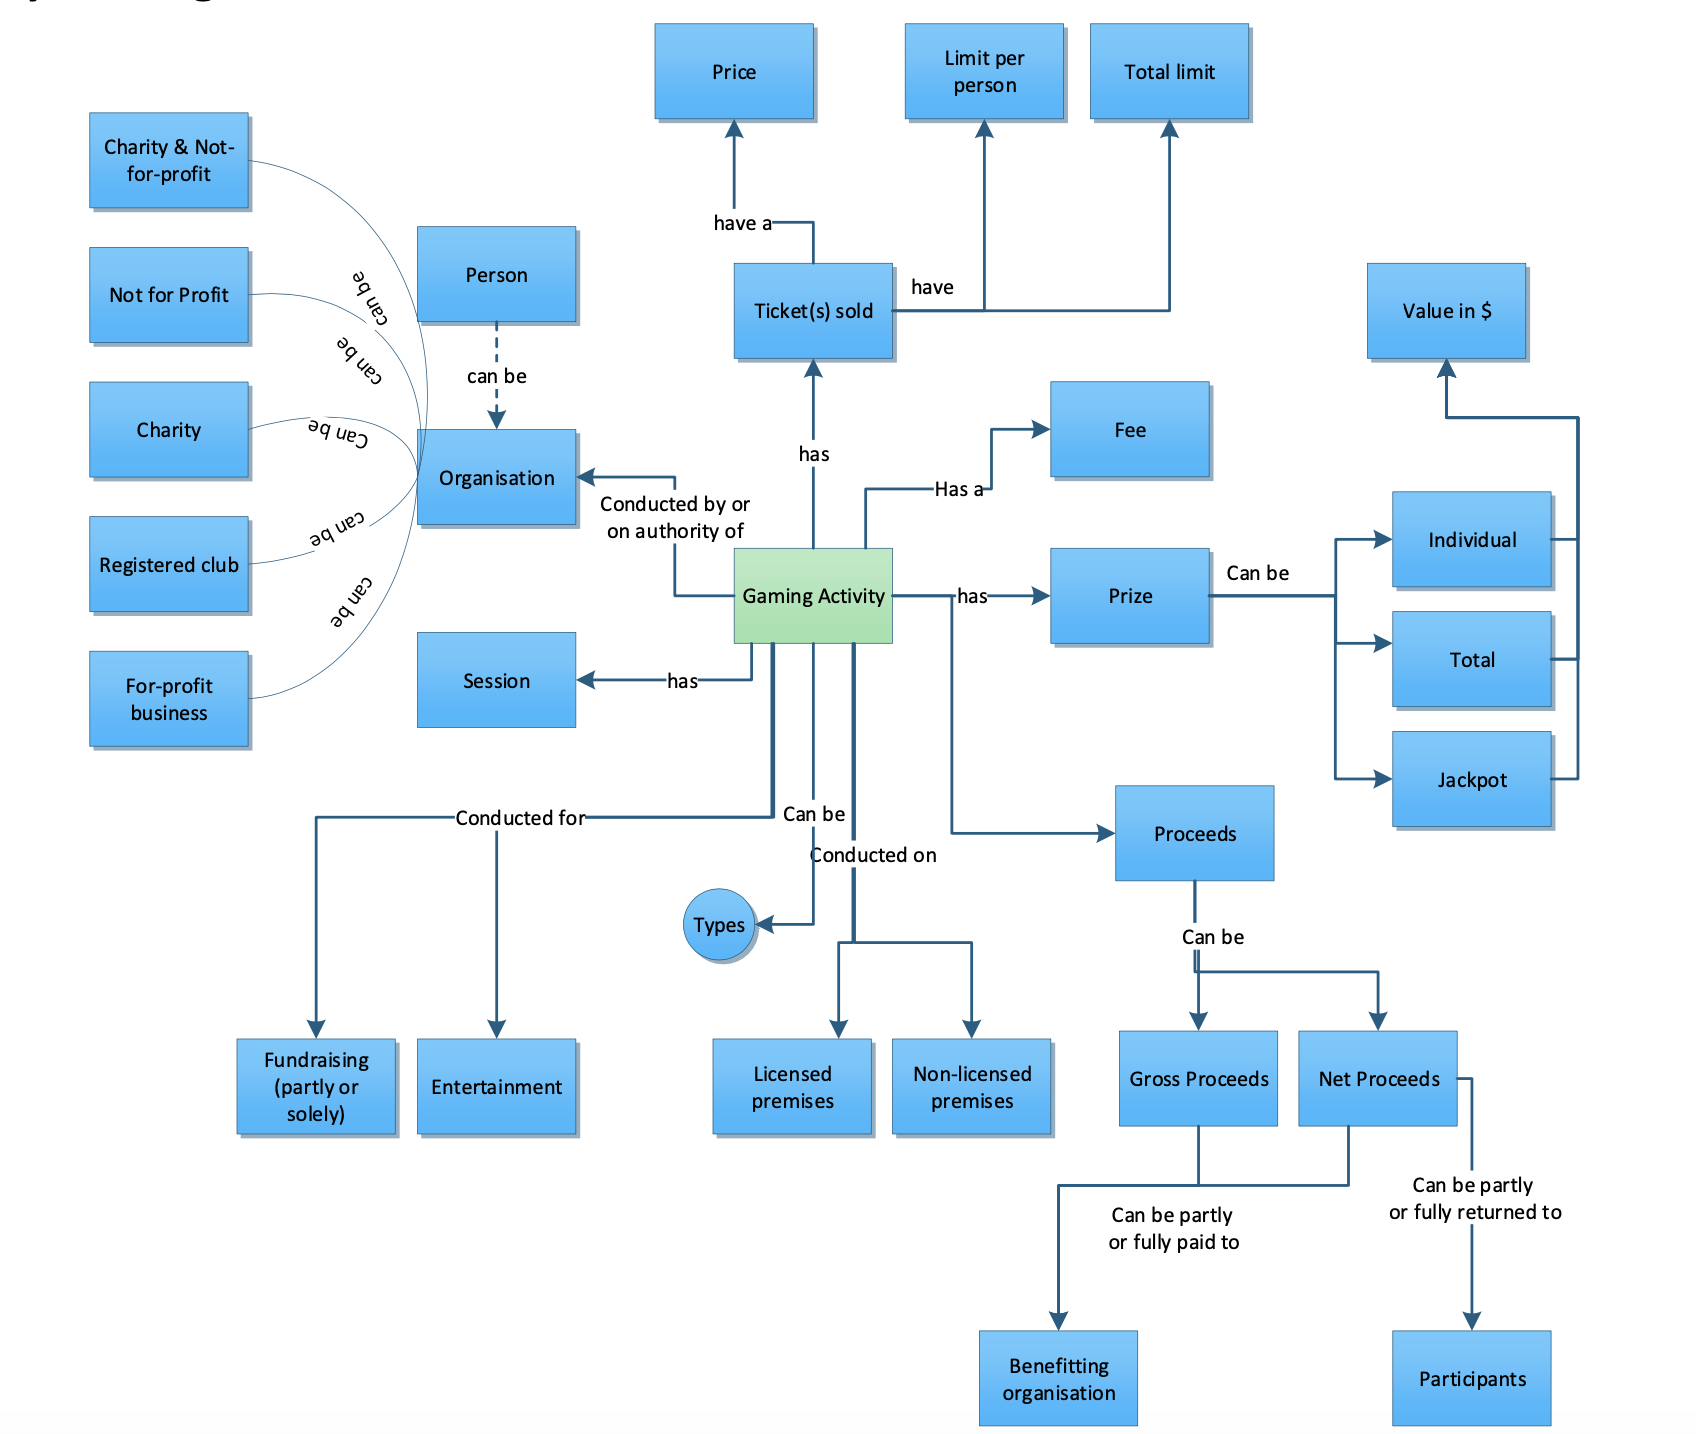 Price
Limit per
person
Total limit
Charity & Not-
for-profit
have a
Person
Not for Profit
can be
have
Ticket(s) sold
Value in $
can be
can be
Charity
Can be
Fee
has
Organisation
Has a
Conducted by or
on authority of
can be
Registered club
Individual
Can be
Gaming Activity
has
Prize
can be
Total
Session
has
For-profit
business
Jackpot
Conducted for
Can be
Proceeds
Conducted on
Types
Can be
Fundraising
(partly or
solely)
Entertainment
Licensed
premises
Non-licensed
premises
Gross Proceeds
Net Proceeds
Can be partly
or fully returned to
Can be partly
or fully paid to
Benefitting
organisation
Participants